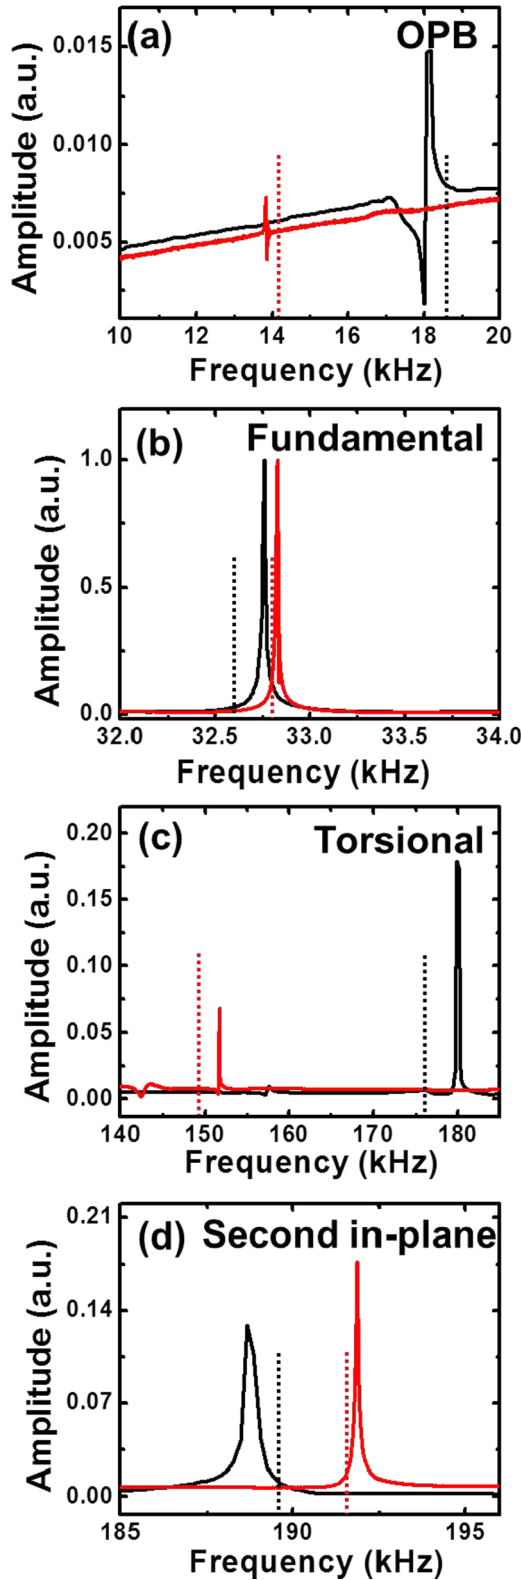 (a) OPB
0.015
0.010
0.005
Amplitude (a.u.)
10 12 14 16 18 20
Frequency (kHz)
(b) Fundamental
1.0
0.5
0.0
Amplitude (a.u.)
32.0 32.5 33.0 33.5 34.0
Frequency (kHz)
(c) Torsional
0.20
0.15
0.10
0.05
0.00
Amplitude (a.u.)
140 150 160 170 180
Frequency (kHz)
(d) Second in-plane
0.21
0.14
0.07
0.00
Amplitude (a.u.)
185 190 195
Frequency (kHz)